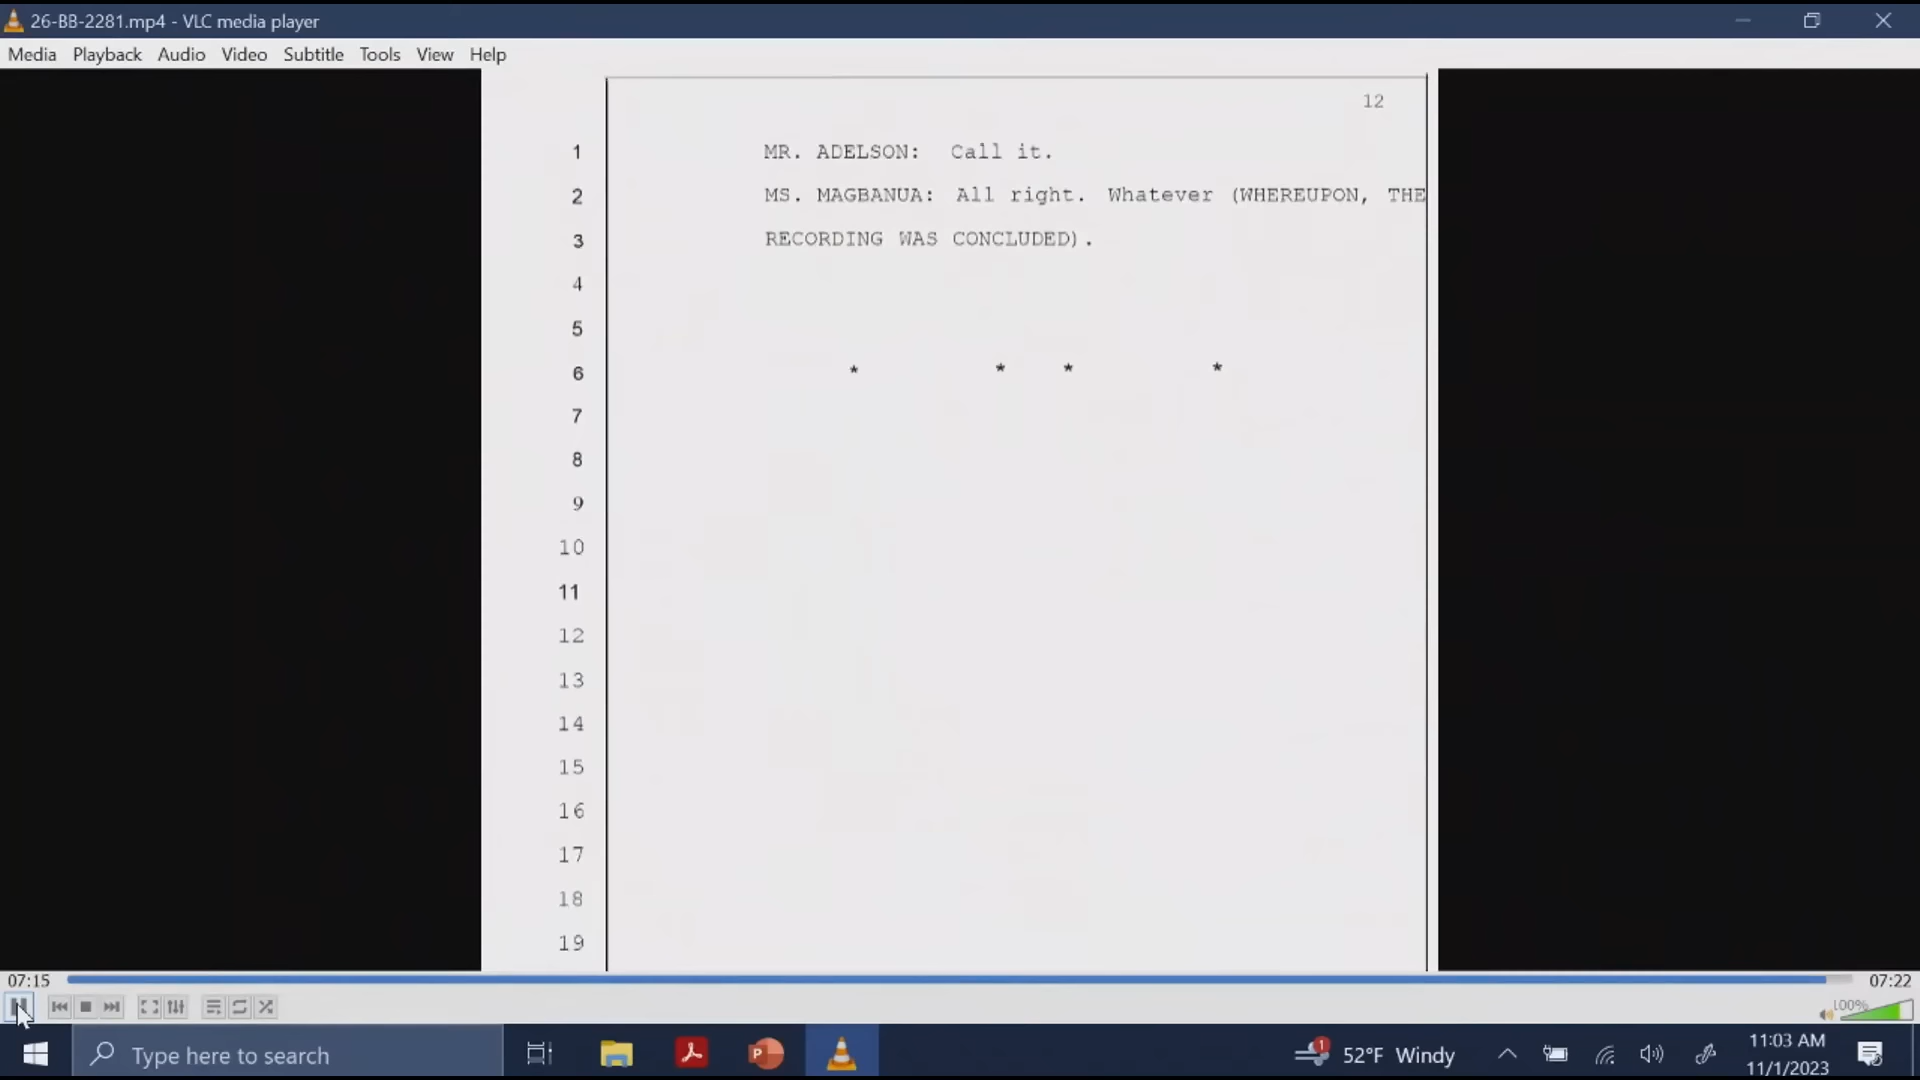 26-BB-2281.mp4 - VLC media player
Media Playback Audio Video Subtitle Tools View Help
12
1 MR. ADELSON: Call it.
2 MS. MAGBANUA: All right. Whatever (WHEREUPON, THE
3 RECORDING WAS CONCLUDED).
4
5
6 * * * *
7
8
9
10
11
12
13
14
15
16
17
18
19
07:15 07:22
100%
Type here to search
1 52°F Windy
11:03 AM
11/1/2023